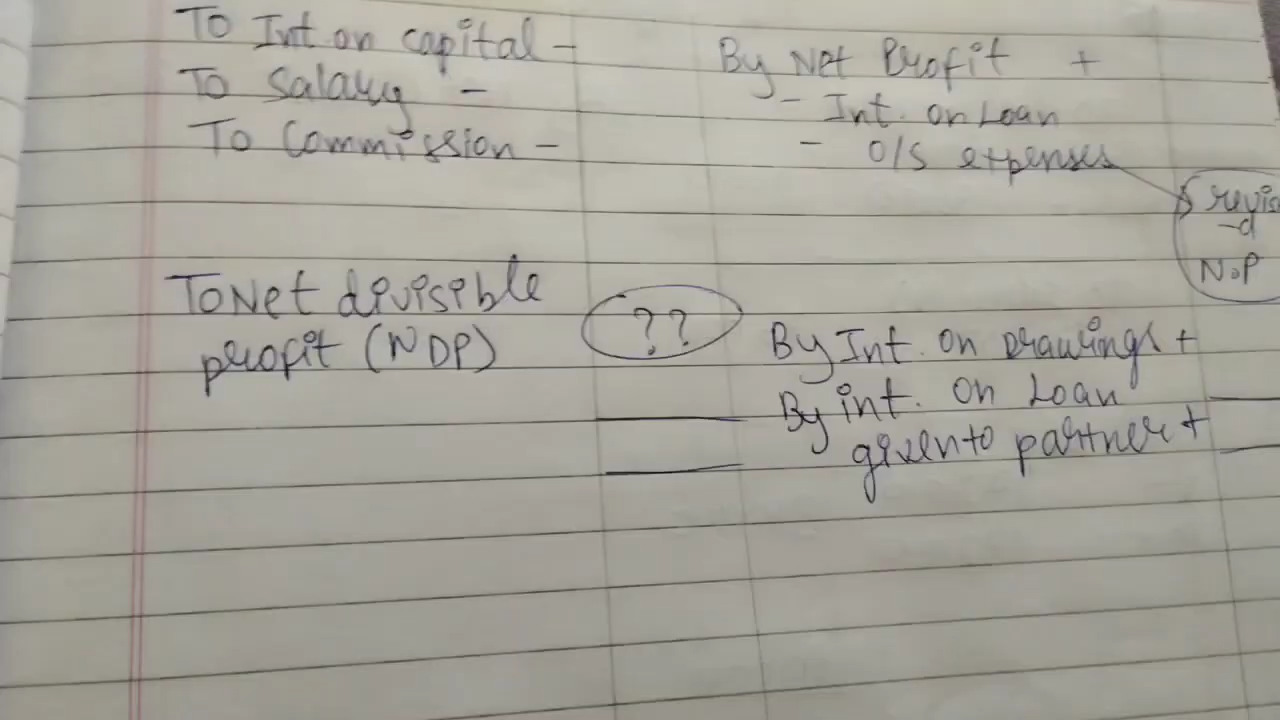 To Int on capital -
To Salary -
To Commission -
To Net divisible
profit (NDP)
??
By Net Profit +
- Int. on Loan
- O/S expenses
revis
-d
N.P
By Int. on Drawings +
By int. on Loan
given to partner +